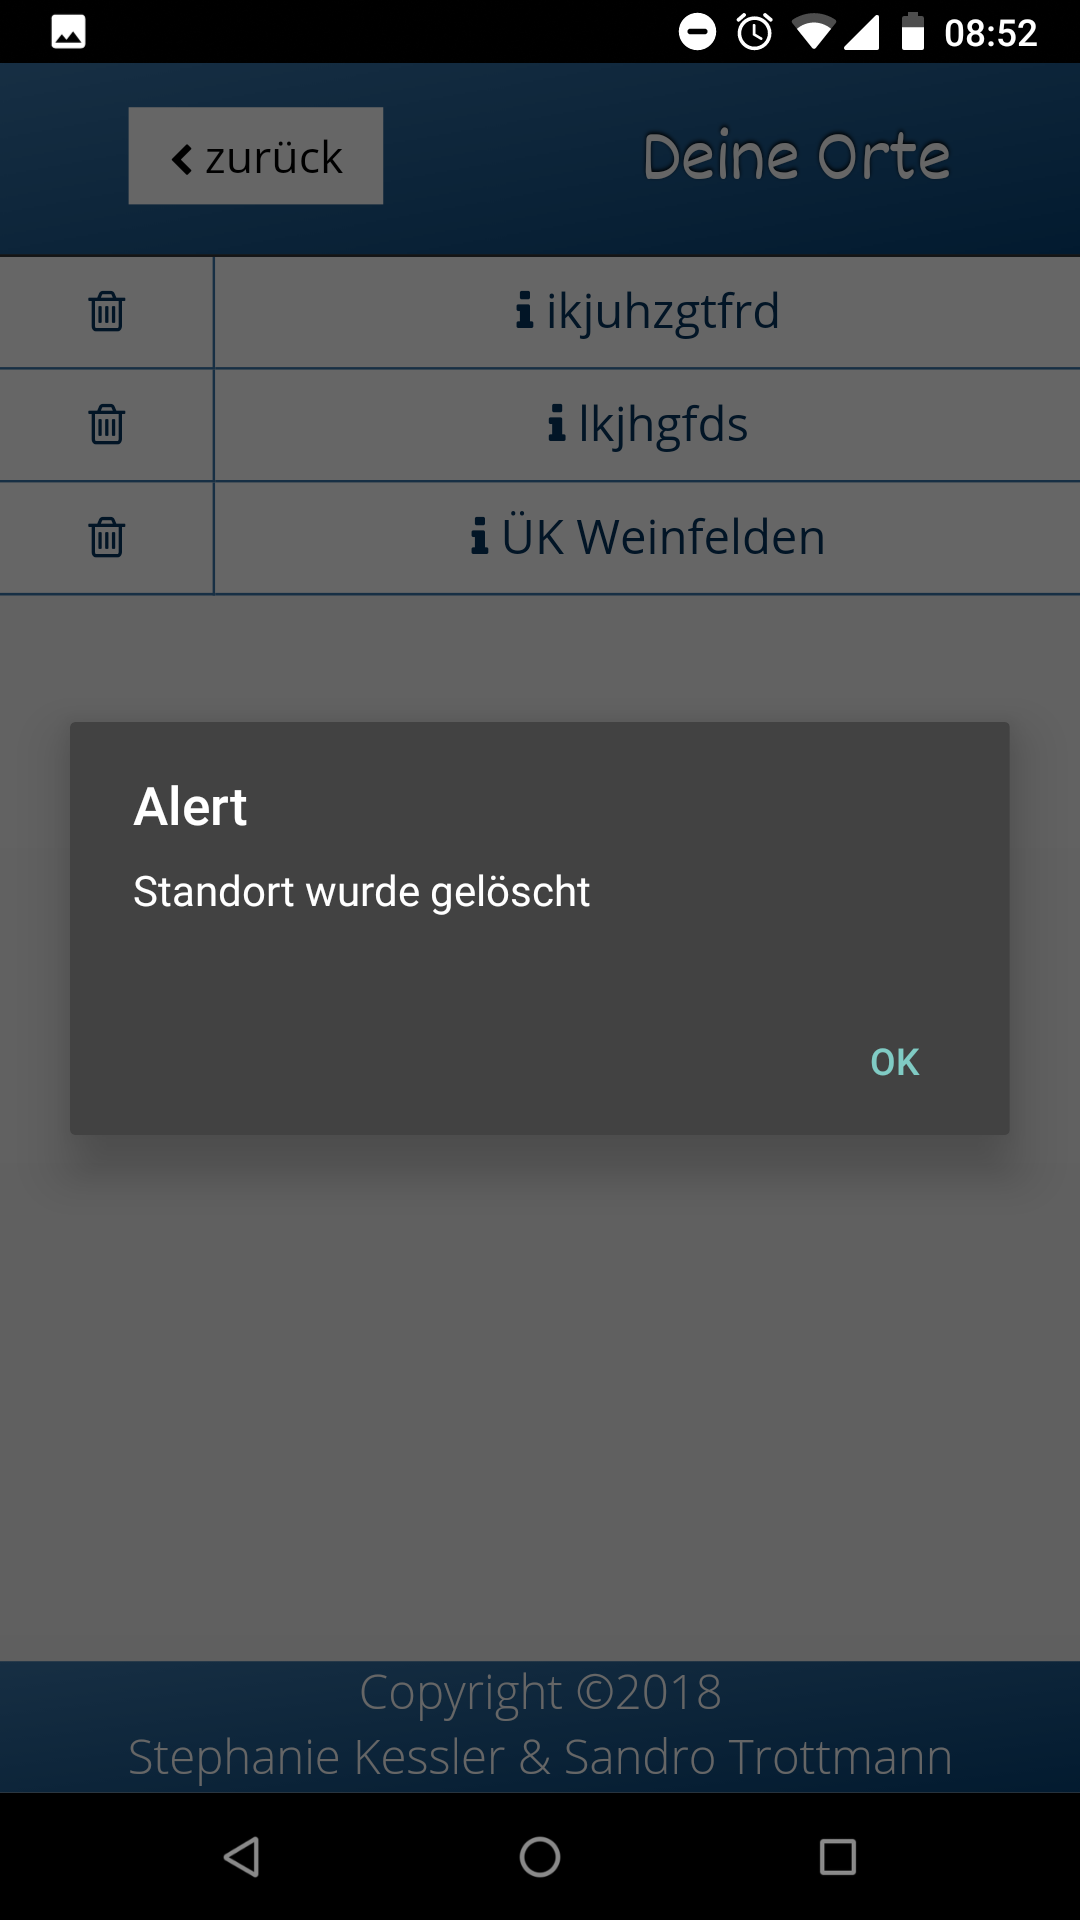 08:52
zurück
Deine Orte
ikjuhzgtfrd
lkjhgfds
ÜK Weinfelden
Alert
Standort wurde gelöscht
OK
Copyright ©2018
Stephanie Kessler & Sandro Trottmann